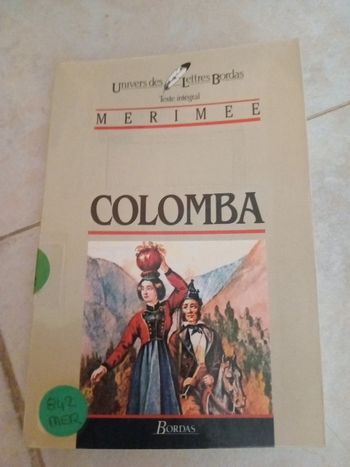 Univers des Lettres Bordas
Texte intégral
MERIMEE
COLOMBA
842
MER
BORDAS